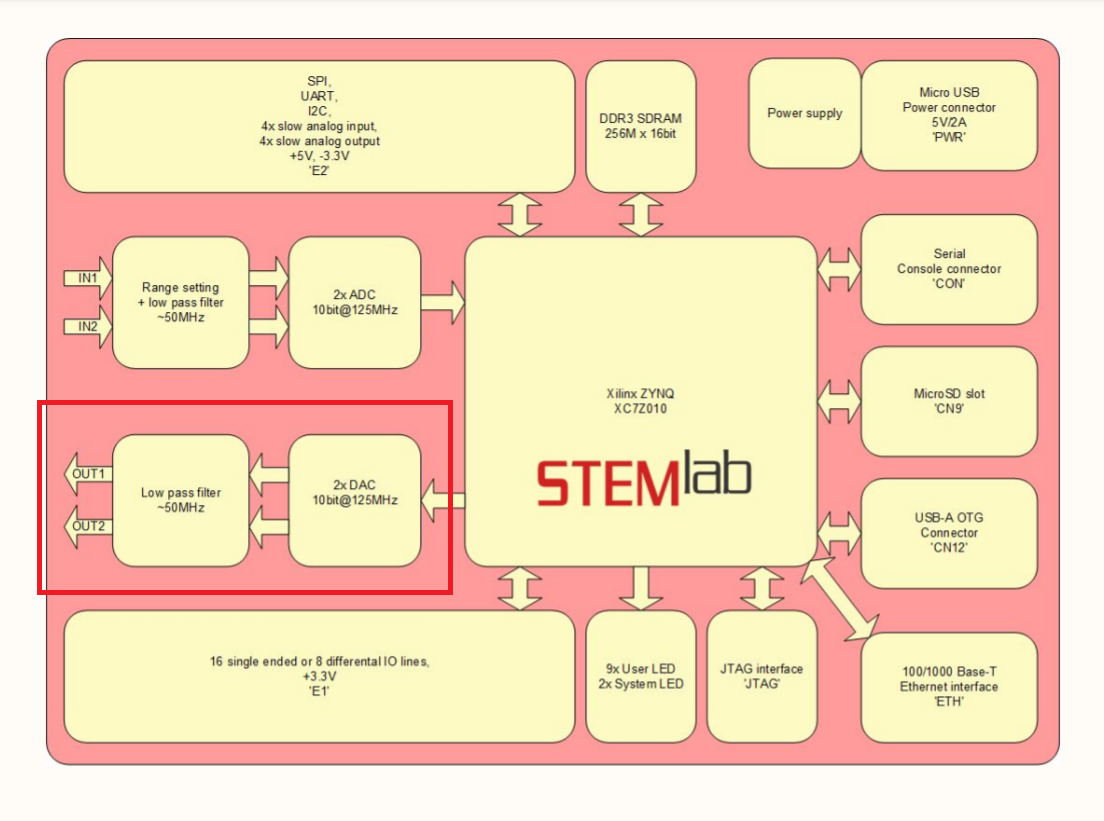 SPI,
UART,
I2C,
4x slow analog input,
4x slow analog output
+5V, -3.3V
'E2'
DDR3 SDRAM
256M x 16bit
Power supply
Micro USB
Power connector
5V/2A
'PWR'
IN1
IN2
Range setting
+ low pass filter
~50MHz
2x ADC
10bit@125MHz
Serial
Console connector
'CON'
Xilinx ZYNQ
XC7Z010
STEMlab
MicroSD slot
'CN9'
OUT1
OUT2
Low pass filter
~50MHz
2x DAC
10bit@125MHz
USB-A OTG
Connector
'CN12'
16 single ended or 8 differental IO lines,
+3.3V
'E1'
9x User LED
2x System LED
JTAG interface
'JTAG'
100/1000 Base-T
Ethernet interface
'ETH'